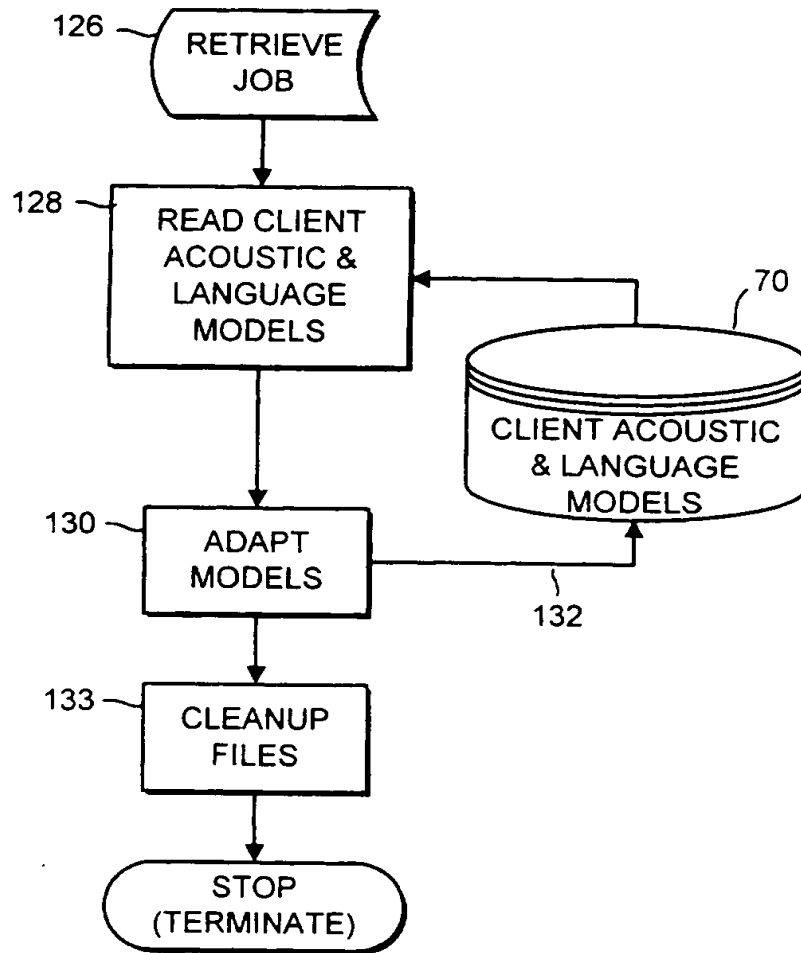 126
RETRIEVE
JOB
128
READ CLIENT
ACOUSTIC &
LANGUAGE
MODELS
70
CLIENT ACOUSTIC
& LANGUAGE
MODELS
130
ADAPT
MODELS
132
133
CLEANUP
FILES
STOP
(TERMINATE)